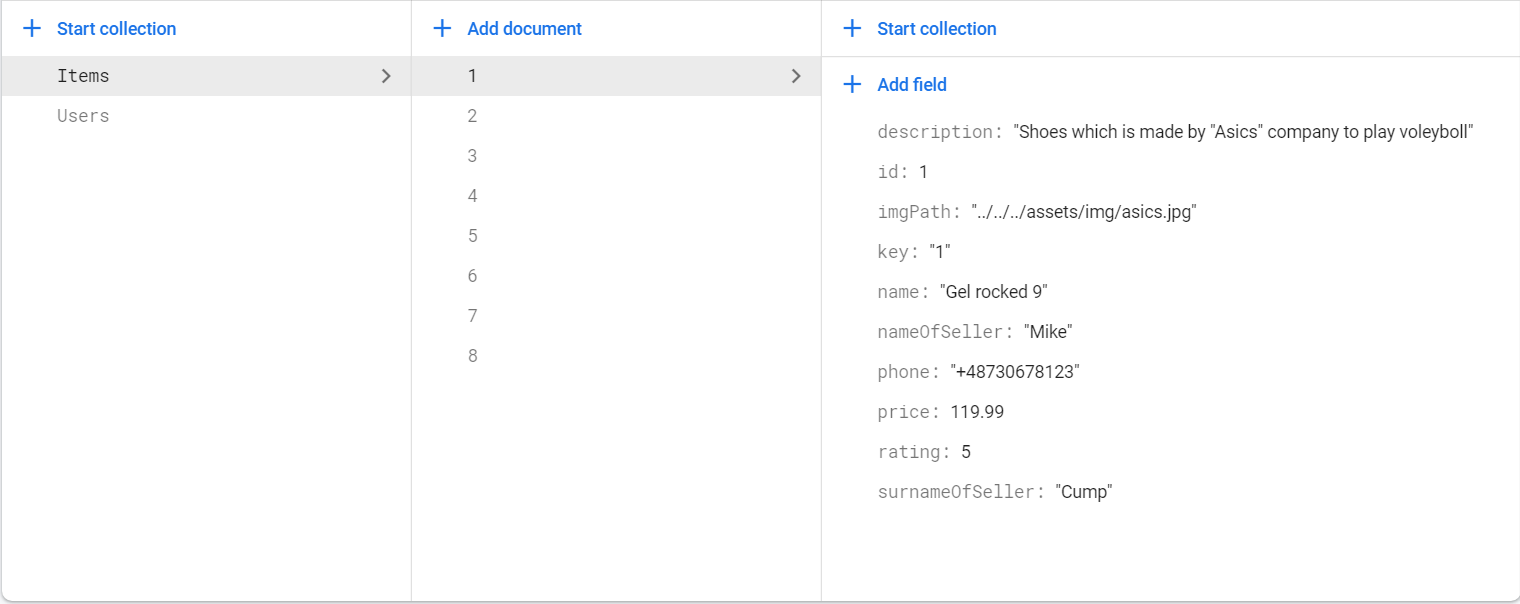 Start collection
Items
Users
Add document
1
2
3
4
5
6
7
8
Start collection
Add field
description: "Shoes which is made by "Asics" company to play voleyboll"
id: 1
imgPath: "../../../assets/img/asics.jpg"
key: "1"
name: "Gel rocked 9"
nameOfSeller: "Mike"
phone: "+48730678123"
price: 119.99
rating: 5
surnameOfSeller: "Cump"